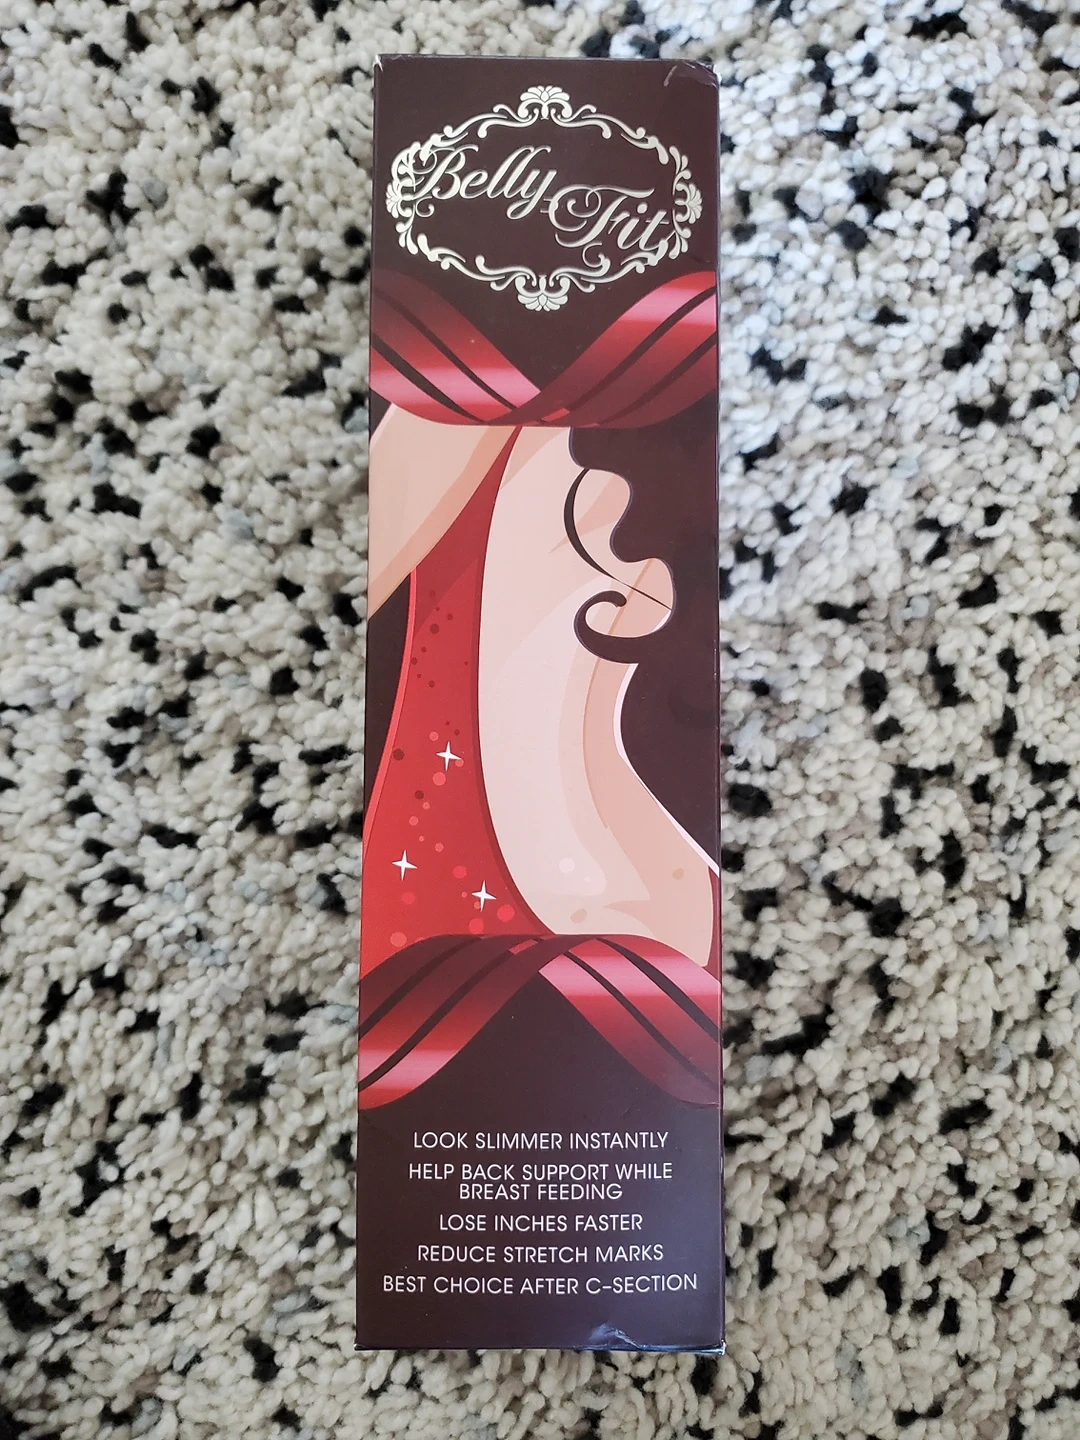 Belly
Fit
LOOK SLIMMER INSTANTLY
HELP BACK SUPPORT WHILE
BREAST FEEDING
LOSE INCHES FASTER
REDUCE STRETCH MARKS
BEST CHOICE AFTER C-SECTION